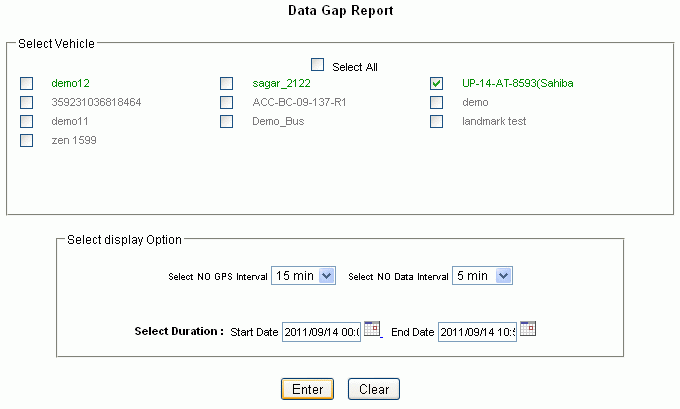 Data Gap Report
Select Vehicle
Select All
demo12 sagar_2122 UP-14-AT-8593(Sahiba
359231036818464 ACC-BC-09-137-R1 demo
demo11 Demo_Bus landmark test
zen 1599
Select display Option
Select NO GPS Interval 15 min Select NO Data Interval 5 min
Select Duration : Start Date 2011/09/14 00:0 End Date 2011/09/14 10:5
Enter Clear